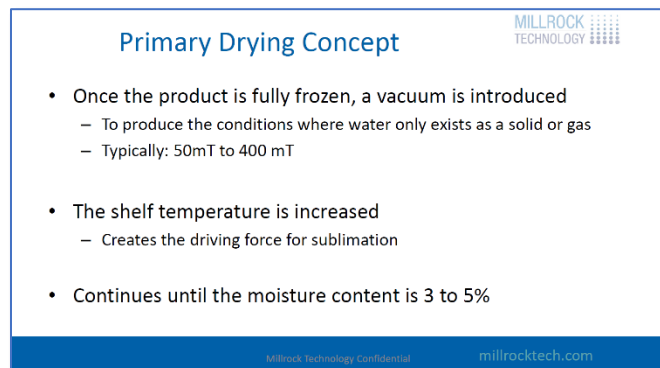 MILLROCK
TECHNOLOGY
Primary Drying Concept
• Once the product is fully frozen, a vacuum is introduced
– To produce the conditions where water only exists as a solid or gas
– Typically: 50mT to 400 mT
• The shelf temperature is increased
– Creates the driving force for sublimation
• Continues until the moisture content is 3 to 5%
Millrock Technology Confidential
millrocktech.com